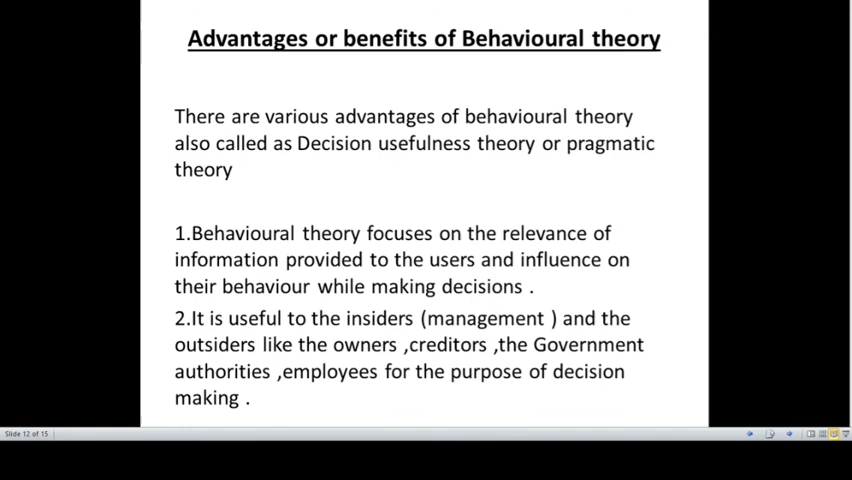 Advantages or benefits of Behavioural theory
There are various advantages of behavioural theory
also called as Decision usefulness theory or pragmatic
theory
1.Behavioural theory focuses on the relevance of
information provided to the users and influence on
their behaviour while making decisions .
2.It is useful to the insiders (management ) and the
outsiders like the owners ,creditors ,the Government
authorities ,employees for the purpose of decision
making .
Slide 12 of 15